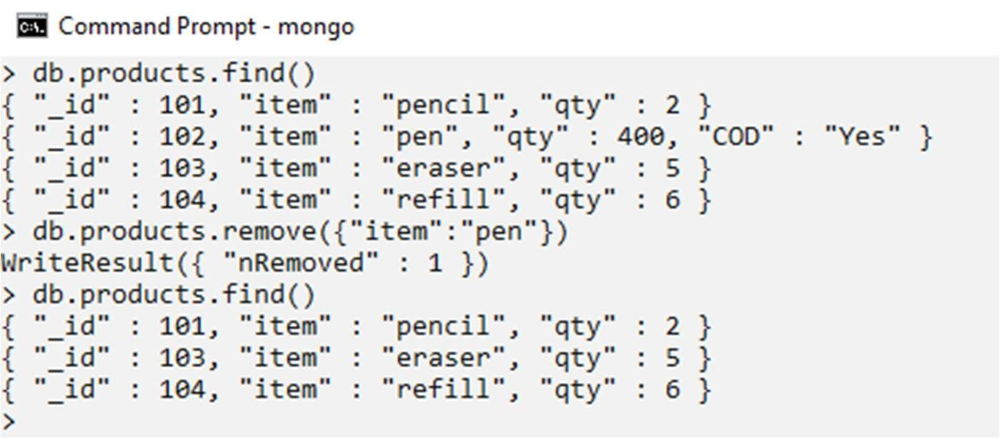 C:\. Command Prompt - mongo
> db.products.find()
{ "_id" : 101, "item" : "pencil", "qty" : 2 }
{ "_id" : 102, "item" : "pen", "qty" : 400, "COD" : "Yes" }
{ "_id" : 103, "item" : "eraser", "qty" : 5 }
{ "_id" : 104, "item" : "refill", "qty" : 6 }
> db.products.remove({"item":"pen"})
WriteResult({ "nRemoved" : 1 })
> db.products.find()
{ "_id" : 101, "item" : "pencil", "qty" : 2 }
{ "_id" : 103, "item" : "eraser", "qty" : 5 }
{ "_id" : 104, "item" : "refill", "qty" : 6 }
>